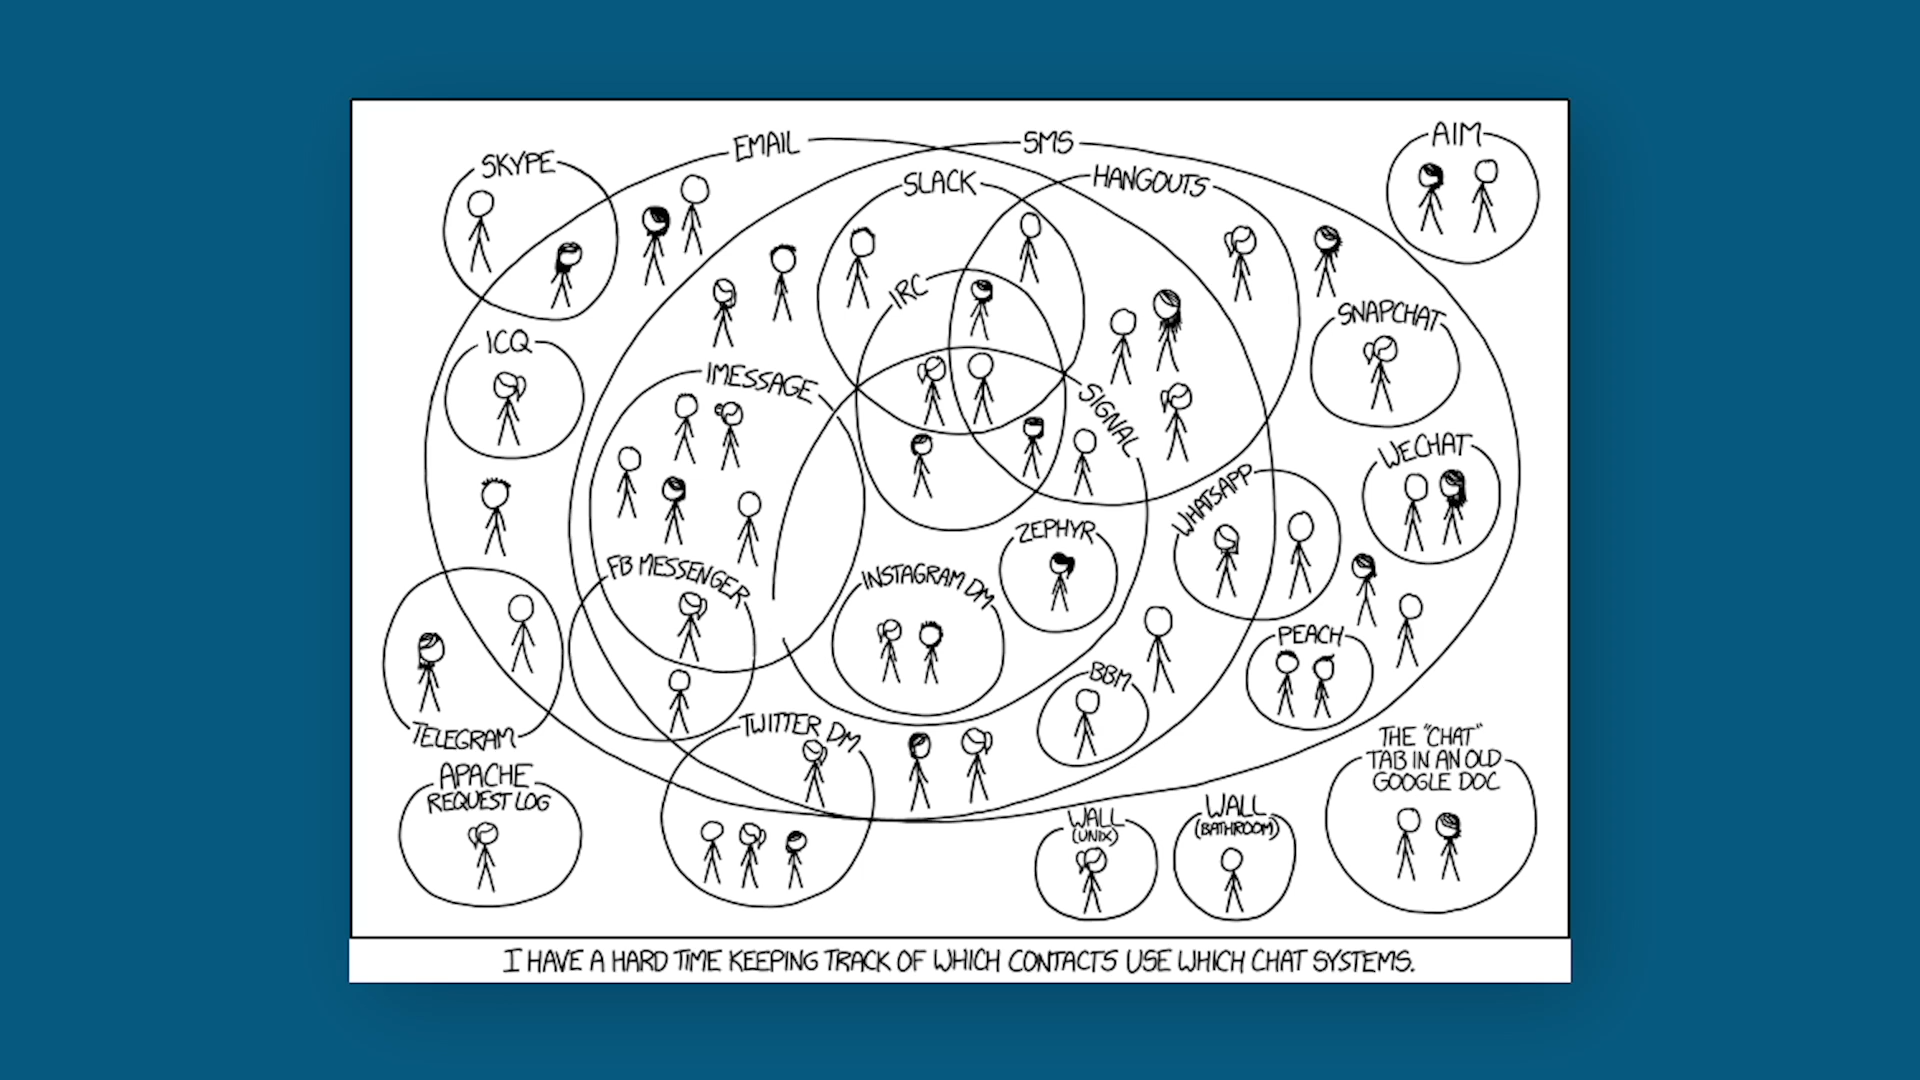 EMAIL
SMS
AIM
SKYPE
SLACK
HANGOUTS
IRC
SNAPCHAT
ICQ
IMESSAGE
SIGNAL
WECHAT
WHATSAPP
ZEPHYR
FB MESSENGER
INSTAGRAM DM
PEACH
BBM
TELEGRAM
TWITTER DM
THE "CHAT"
TAB IN AN OLD
GOOGLE DOC
APACHE
REQUEST LOG
WALL
(UNIX)
WALL
(BATHROOM)
I HAVE A HARD TIME KEEPING TRACK OF WHICH CONTACTS USE WHICH CHAT SYSTEMS.